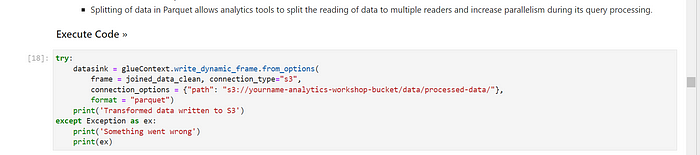 ▪ Splitting of data in Parquet allows analytics tools to split the reading of data to multiple readers and increase parallelism during its query processing.
Execute Code »
[18]: try:
    datasink = glueContext.write_dynamic_frame.from_options(
        frame = joined_data_clean, connection_type="s3",
        connection_options = {"path": "s3://yourname-analytics-workshop-bucket/data/processed-data/"},
        format = "parquet")
    print('Transformed data written to S3')
except Exception as ex:
    print('Something went wrong')
    print(ex)